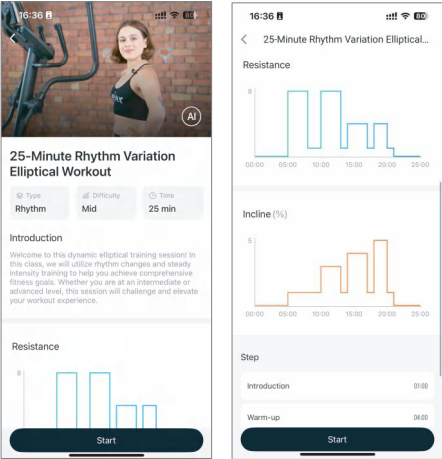 16:36
80
AI
25-Minute Rhythm Variation
Elliptical Workout
Type
Rhythm
Difficulty
Mid
Time
25 min
Introduction
Welcome to this dynamic elliptical training session! In
this class, we will utilize rhythm changes and steady
intensity training to help you achieve comprehensive
fitness goals. Whether you are at an intermediate or
advanced level, this session will challenge and elevate
your workout experience.
Resistance
8
Start
16:36
80
25-Minute Rhythm Variation Elliptical...
Resistance
8
00:00 05:00 10:00 15:00 20:00 25:00
Incline (%)
5
00:00 05:00 10:00 15:00 20:00 25:00
Step
Introduction 01:00
Warm-up 04:00
Start